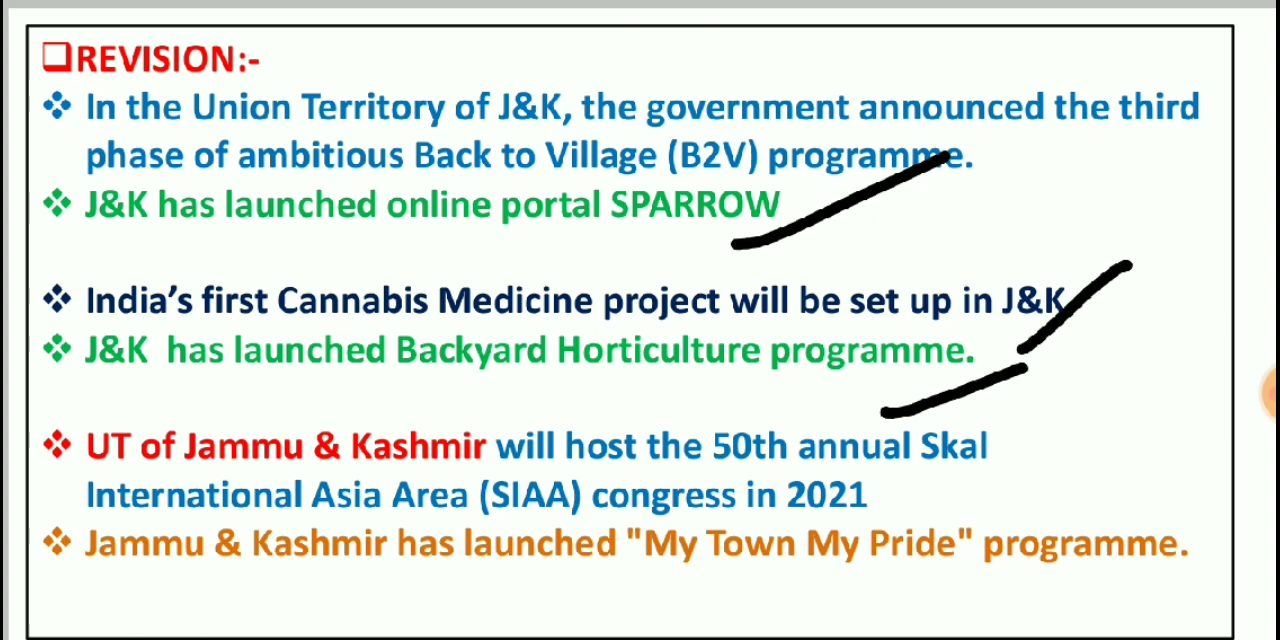 ❑REVISION:-
❖ In the Union Territory of J&K, the government announced the third
phase of ambitious Back to Village (B2V) programme.
❖ J&K has launched online portal SPARROW
❖ India’s first Cannabis Medicine project will be set up in J&K
❖ J&K has launched Backyard Horticulture programme.
❖ UT of Jammu & Kashmir will host the 50th annual Skal
International Asia Area (SIAA) congress in 2021
❖ Jammu & Kashmir has launched "My Town My Pride" programme.